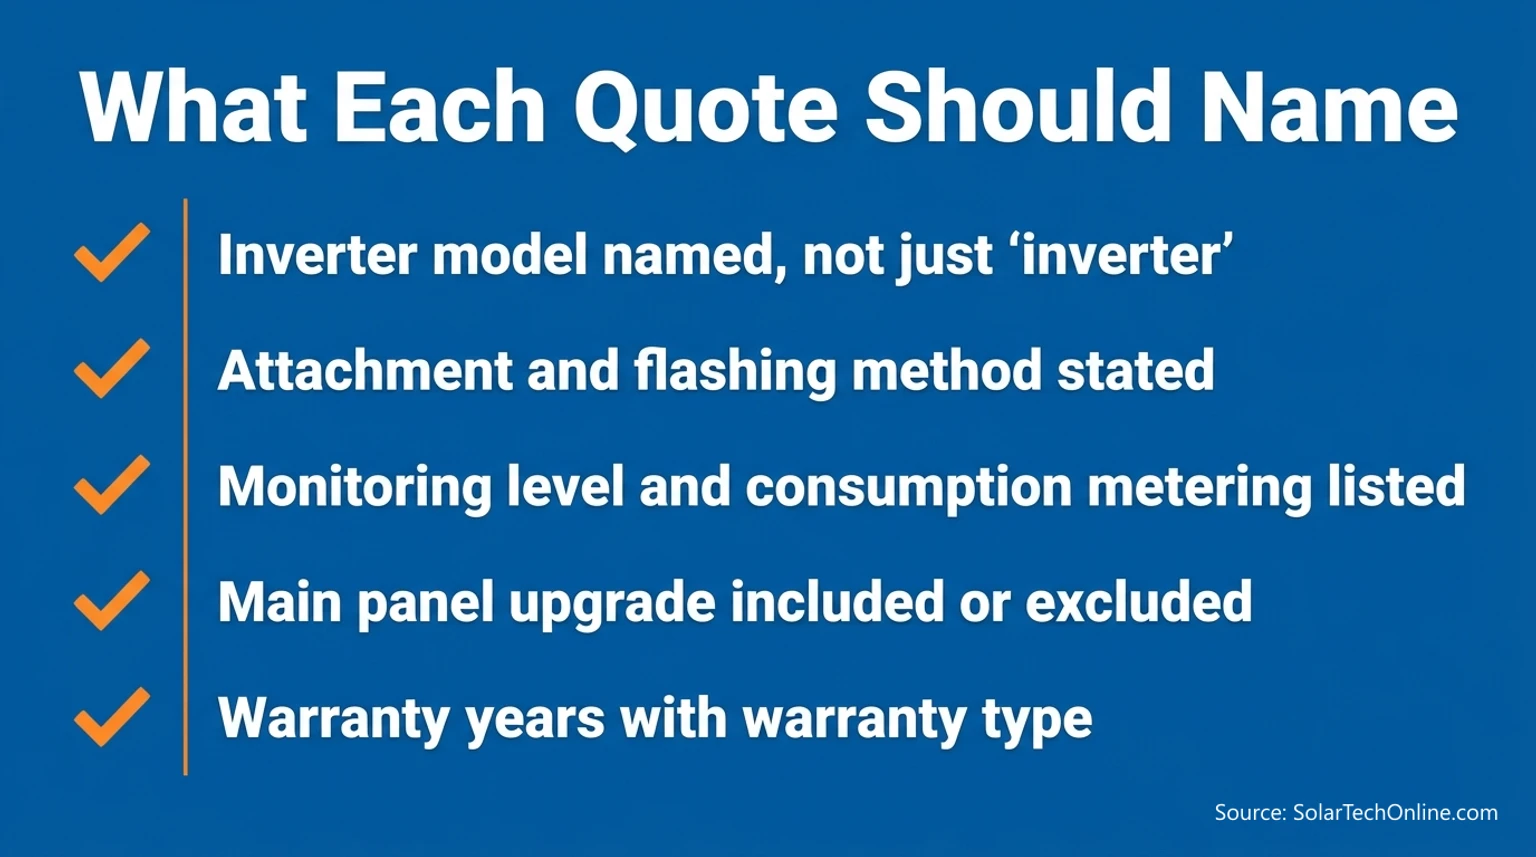 What Each Quote Should Name
Inverter model named, not just ‘inverter’
Attachment and flashing method stated
Monitoring level and consumption metering listed
Main panel upgrade included or excluded
Warranty years with warranty type
Source: SolarTechOnline.com